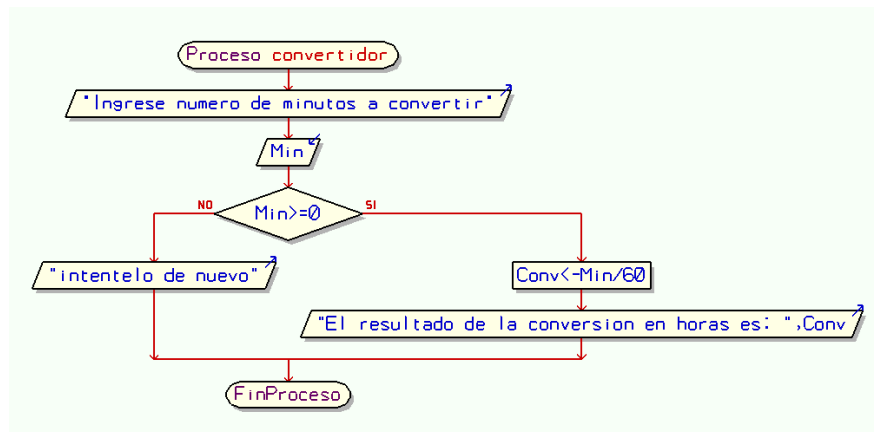 Proceso convertidor
"Ingrese numero de minutos a convertir"
Min
NO
Min>=0
SI
"intentelo de nuevo"
Conv<-Min/60
"El resultado de la conversion en horas es: ",Conv
FinProceso